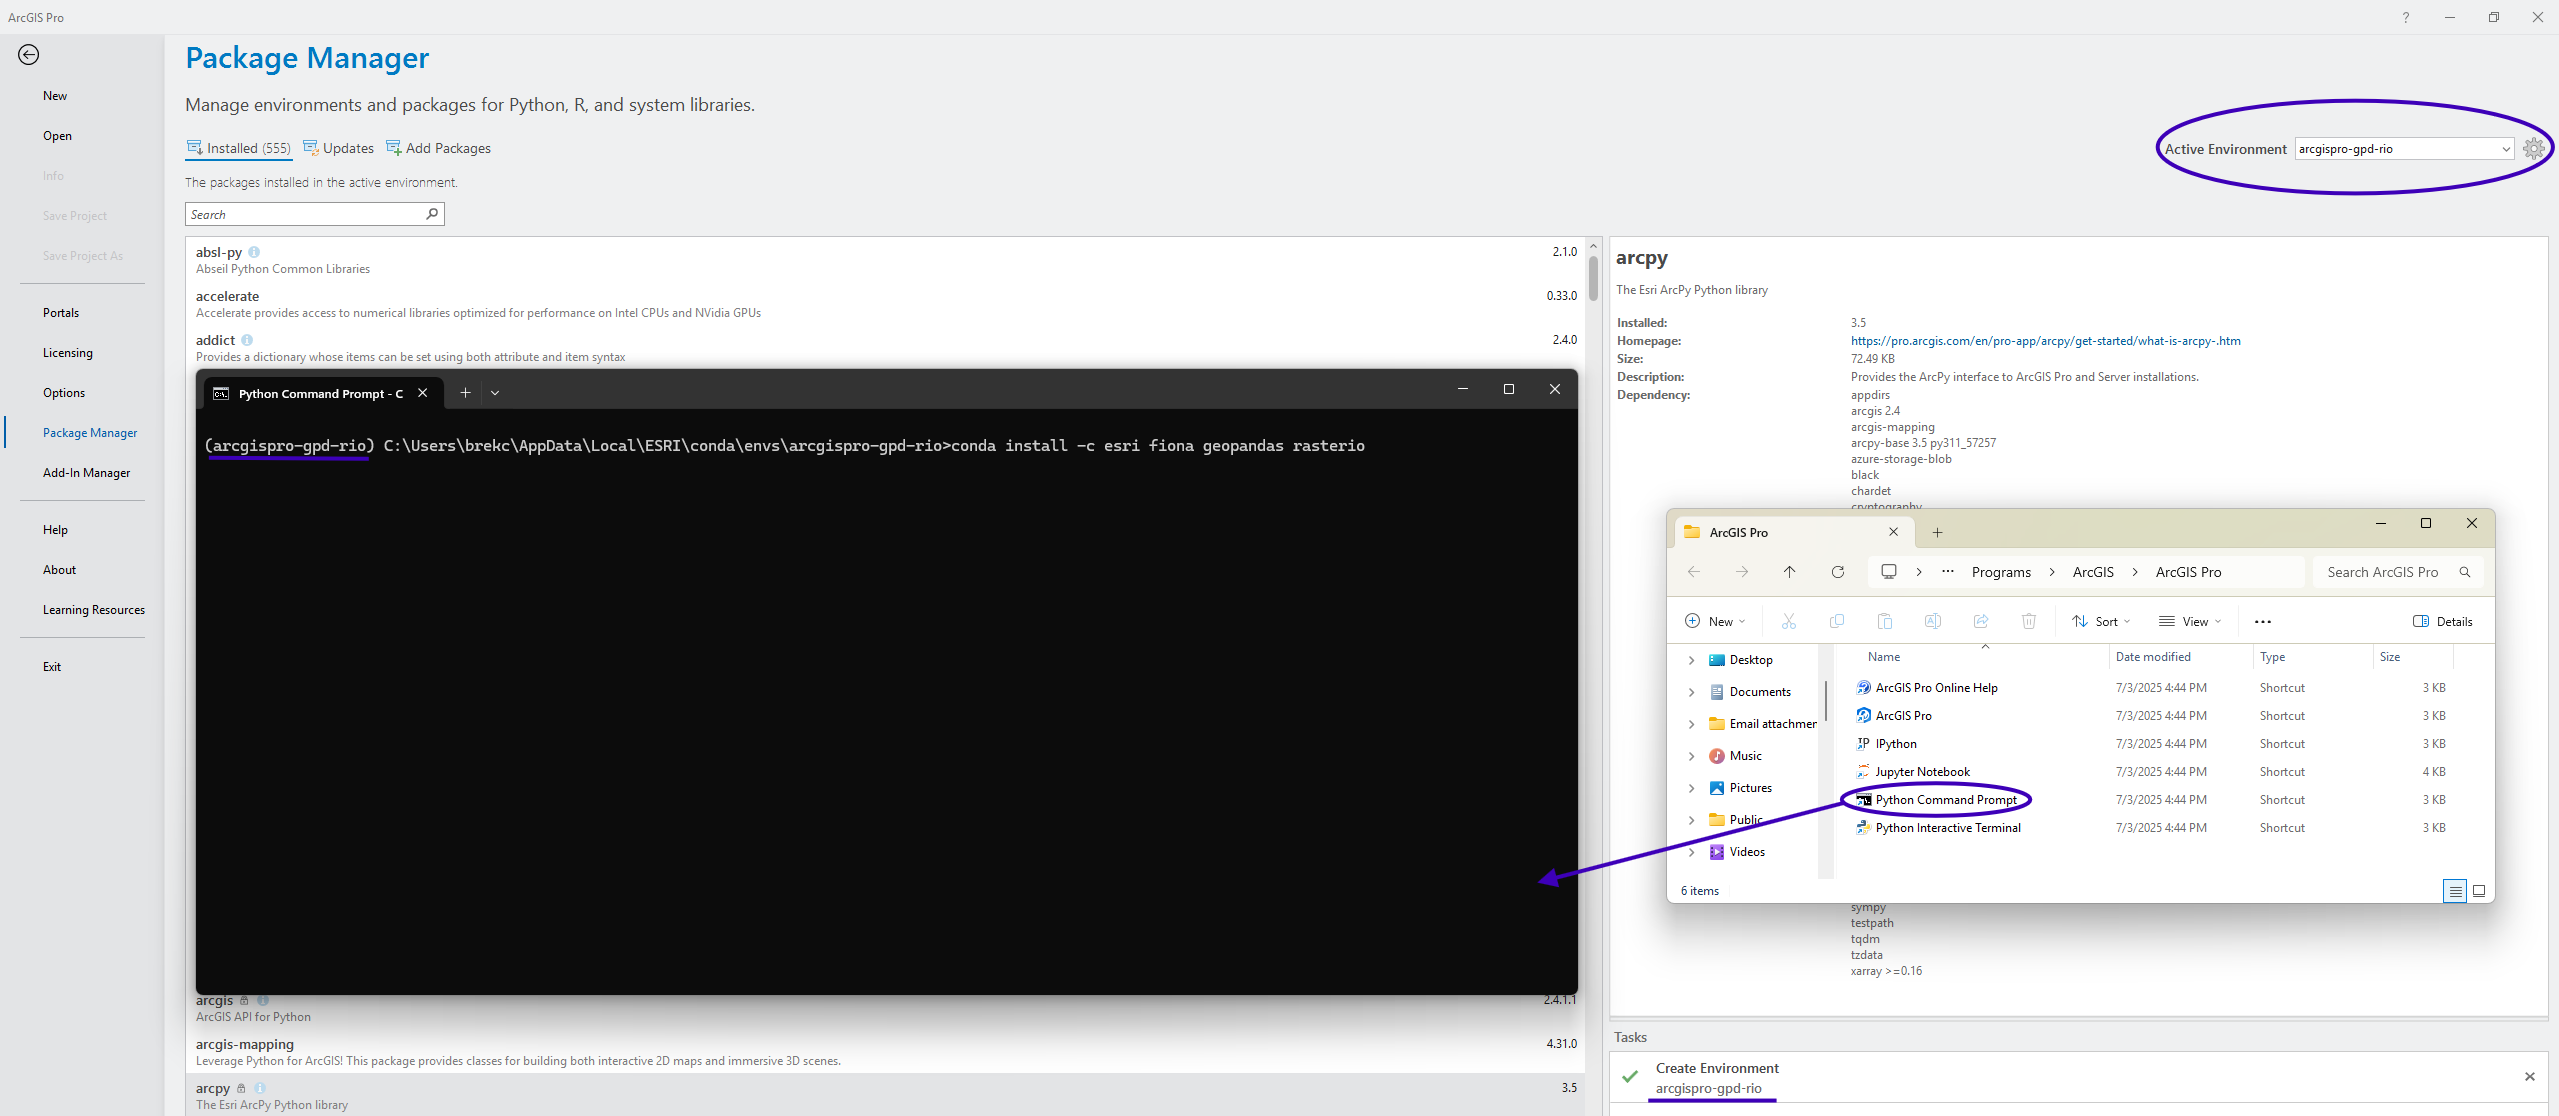 ArcGIS Pro
Package Manager
Manage environments and packages for Python, R, and system libraries.
New
Open
Info
Save Project
Save Project As
Portals
Licensing
Options
Package Manager
Add-In Manager
Help
About
Learning Resources
Exit
Installed (555) Updates Add Packages
Active Environment arcgispro-gpd-rio
The packages installed in the active environment.
Search
absl-py 2.1.0
Abseil Python Common Libraries
accelerate 0.33.0
Accelerate provides access to numerical libraries optimized for performance on Intel CPUs and NVidia GPUs
addict 2.4.0
Provides a dictionary whose items can be set using both attribute and item syntax
Python Command Prompt - C
(arcgispro-gpd-rio) C:\Users\brekc\AppData\Local\ESRI\conda\envs\arcgispro-gpd-rio>conda install -c esri fiona geopandas rasterio
arcgis 2.4.1.1
ArcGIS API for Python
arcgis-mapping 4.31.0
Leverage Python for ArcGIS! This package provides classes for building both interactive 2D maps and immersive 3D scenes.
arcpy 3.5
The Esri ArcPy Python library
arcpy
The Esri ArcPy Python library
Installed: 3.5
Homepage: https://pro.arcgis.com/en/pro-app/arcpy/get-started/what-is-arcpy-.htm
Size: 72.49 KB
Description: Provides the ArcPy interface to ArcGIS Pro and Server installations.
Dependency: appdirs
arcgis 2.4
arcgis-mapping
arcpy-base 3.5 py311_57257
azure-storage-blob
black
chardet
cryptography
ArcGIS Pro
Programs > ArcGIS > ArcGIS Pro
Search ArcGIS Pro
New Sort View Details
Name Date modified Type Size
Desktop
Documents
Email attachmen
Music
Pictures
Public
Videos
ArcGIS Pro Online Help 7/3/2025 4:44 PM Shortcut 3 KB
ArcGIS Pro 7/3/2025 4:44 PM Shortcut 3 KB
IPython 7/3/2025 4:44 PM Shortcut 3 KB
Jupyter Notebook 7/3/2025 4:44 PM Shortcut 4 KB
Python Command Prompt 7/3/2025 4:44 PM Shortcut 3 KB
Python Interactive Terminal 7/3/2025 4:44 PM Shortcut 3 KB
6 items
sympy
testpath
tqdm
tzdata
xarray >=0.16
Tasks
Create Environment
arcgispro-gpd-rio